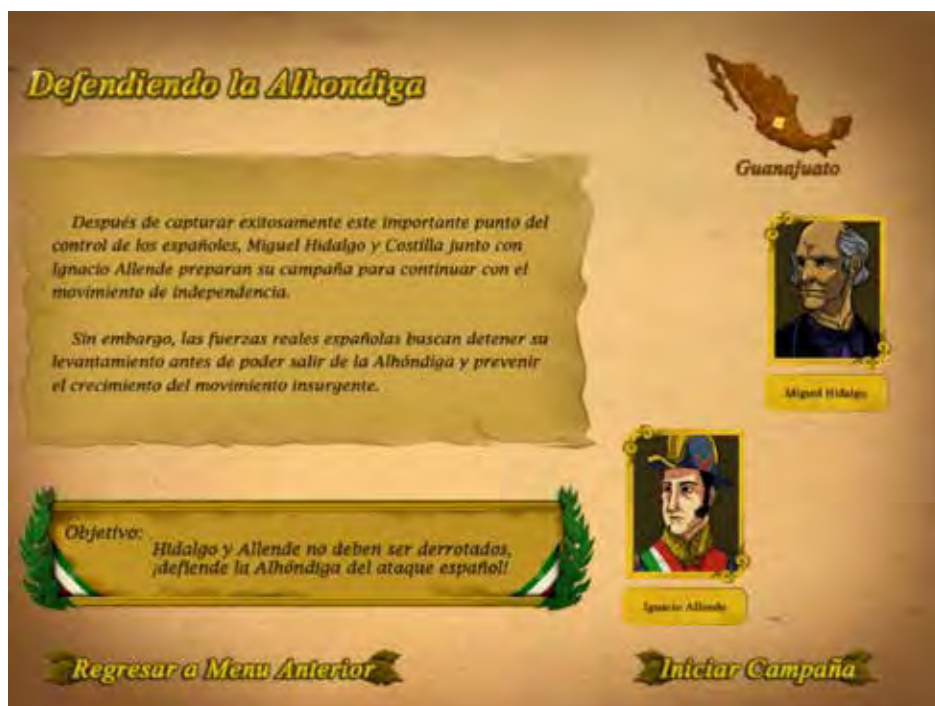 Defendiendo la Alhondiga
Guanajuato
Después de capturar exitosamente este importante punto del
control de los españoles, Miguel Hidalgo y Costilla junto con
Ignacio Allende preparan su campaña para continuar con el
movimiento de independencia.
Sin embargo, las fuerzas reales españolas buscan detener su
levantamiento antes de poder salir de la Alhóndiga y prevenir
el crecimiento del movimiento insurgente.
Miguel Hidalgo
Objetivo:
Hidalgo y Allende no deben ser derrotados,
¡defiende la Alhóndiga del ataque español!
Ignacio Allende
Regresar a Menu Anterior
Iniciar Campaña